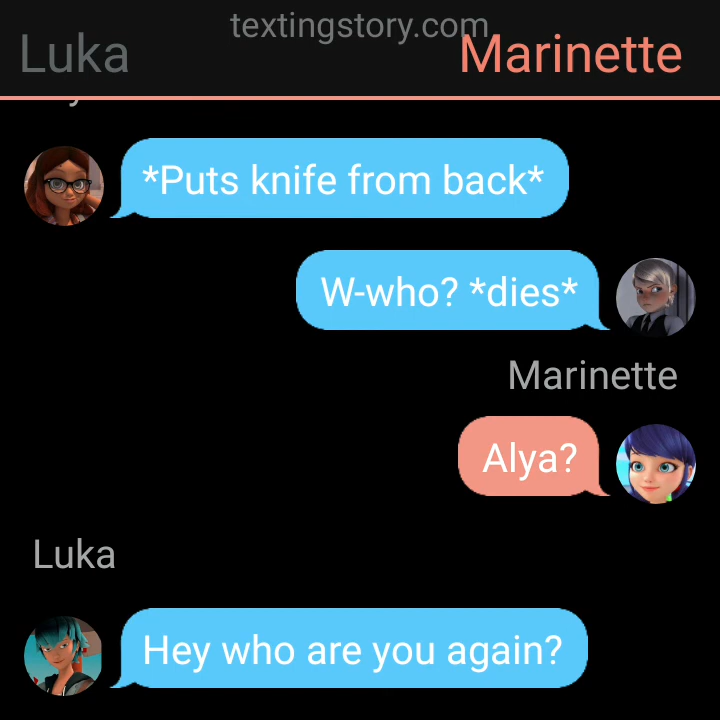 textingstory.com
Luka
Marinette
*Puts knife from back*
W-who? *dies*
Marinette
Alya?
Luka
Hey who are you again?